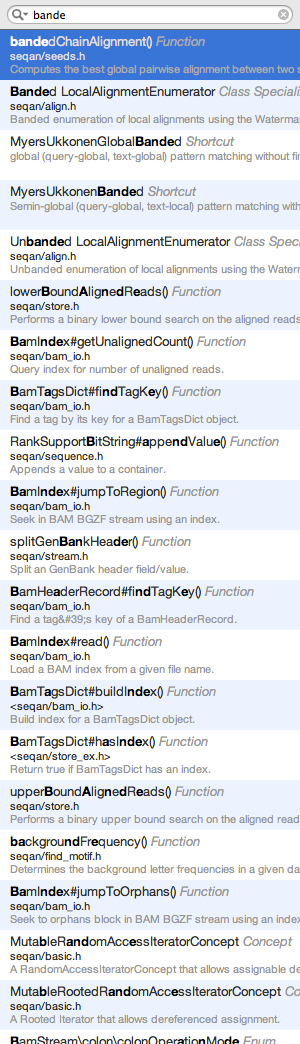 bande
bandedChainAlignment() Function
seqan/seeds.h
Computes the best global pairwise alignment between two s
Banded LocalAlignmentEnumerator Class Speciali
seqan/align.h
Banded enumeration of local alignments using the Waterma
MyersUkkonenGlobalBanded Shortcut
global (query-global, text-global) pattern matching without fin
MyersUkkonenBanded Shortcut
Semin-global (query-global, text-local) pattern matching with
Unbanded LocalAlignmentEnumerator Class Speci
seqan/align.h
Unbanded enumeration of local alignments using the Waterm
lowerBoundAlignedReads() Function
seqan/store.h
Performs a binary lower bound search on the aligned reads
BamIndex#getUnalignedCount() Function
seqan/bam_io.h
Query index for number of unaligned reads.
BamTagsDict#findTagKey() Function
seqan/bam_io.h
Find a tag by its key for a BamTagsDict object.
RankSupportBitString#appendValue() Function
seqan/sequence.h
Appends a value to a container.
BamIndex#jumpToRegion() Function
seqan/bam_io.h
Seek in BAM BGZF stream using an index.
splitGenBankHeader() Function
seqan/stream.h
Split an GenBank header field/value.
BamHeaderRecord#findTagKey() Function
seqan/bam_io.h
Find a tag&#39;s key of a BamHeaderRecord.
BamIndex#read() Function
seqan/bam_io.h
Load a BAM index from a given file name.
BamTagsDict#buildIndex() Function
<seqan/bam_io.h>
Build index for a BamTagsDict object.
BamTagsDict#hasIndex() Function
<seqan/store_ex.h>
Return true if BamTagsDict has an index.
upperBoundAlignedReads() Function
seqan/store.h
Performs a binary upper bound search on the aligned read
backgroundFrequency() Function
seqan/find_motif.h
Determines the background letter frequencies in a given da
BamIndex#jumpToOrphans() Function
seqan/bam_io.h
Seek to orphans block in BAM BGZF stream using an index
MutableRandomAccessIteratorConcept Concept
seqan/basic.h
A RandomAccessIteratorConcept that allows assignable de
MutableRootedRandomAccessIteratorConcept Co
seqan/basic.h
A Rooted Iterator that allows dereferenced assignment.
BamStream\colon\colonOperationMode Enum